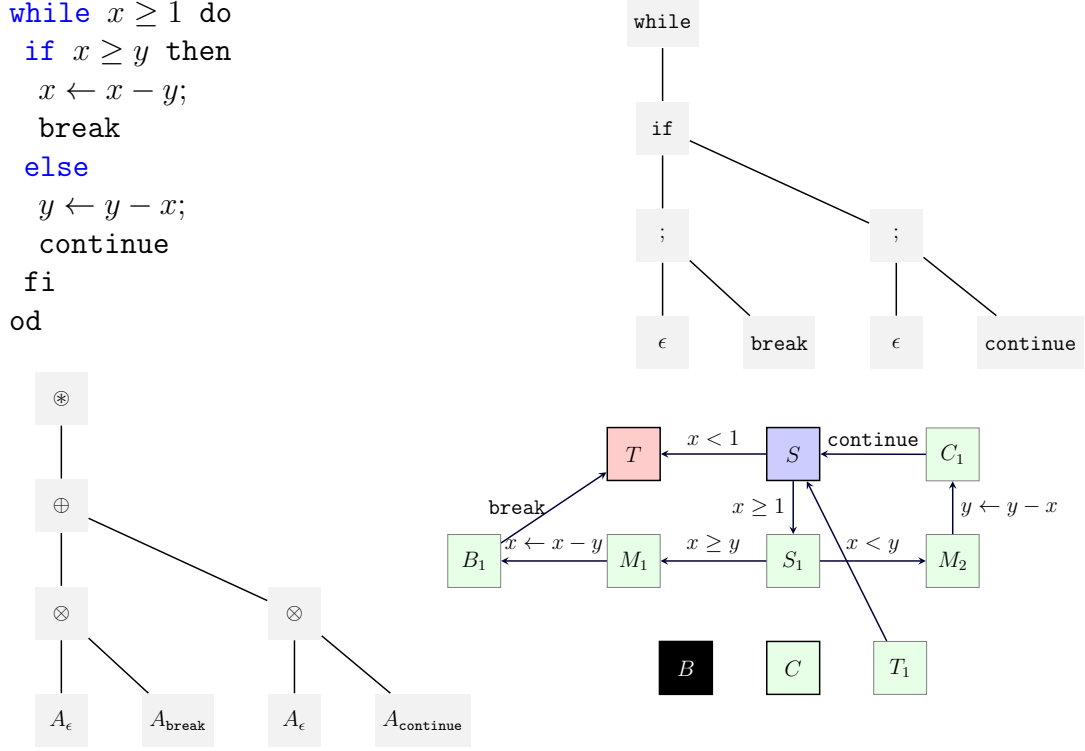 while x ≥ 1 do
if x ≥ y then
x ← x − y;
break
else
y ← y − x;
continue
fi
od
while
if
; ;
ϵ break ϵ continue
⊛
⊕
⊗ ⊗
A_ϵ A_break A_ϵ A_continue
T x < 1 S continue C_1
break x ≥ 1 y ← y − x
B_1 x ← x − y M_1 x ≥ y S_1 x < y M_2
B C T_1